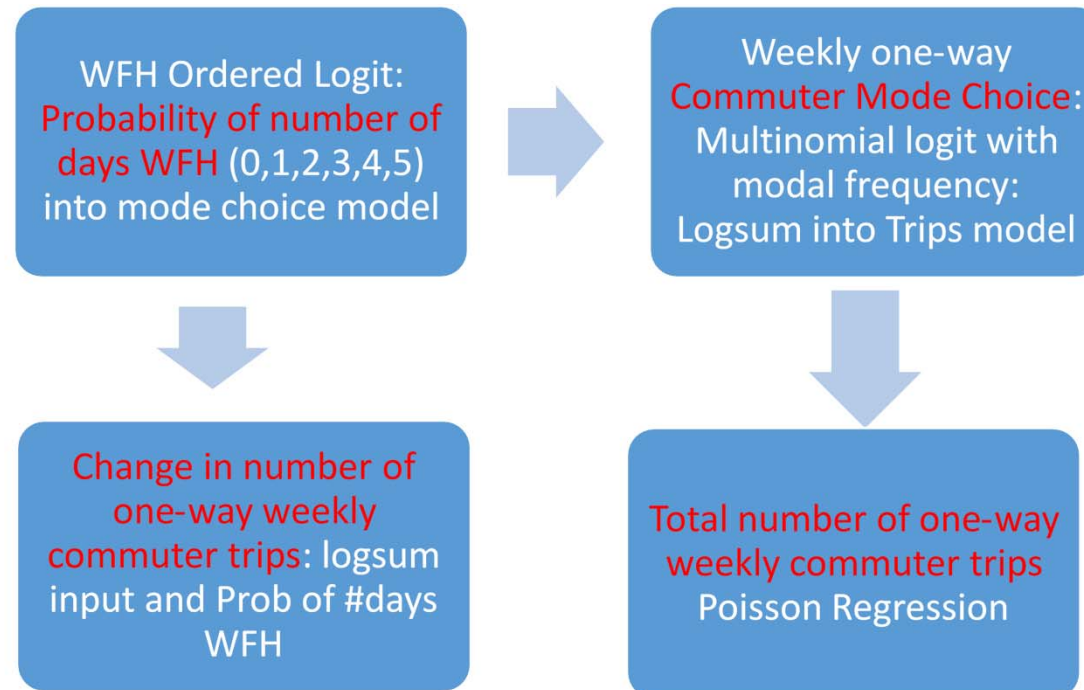 WFH Ordered Logit:
Probability of number of
days WFH (0,1,2,3,4,5)
into mode choice model
Weekly one-way
Commuter Mode Choice:
Multinomial logit with
modal frequency:
Logsum into Trips model
Change in number of
one-way weekly
commuter trips: logsum
input and Prob of #days
WFH
Total number of one-way
weekly commuter trips
Poisson Regression